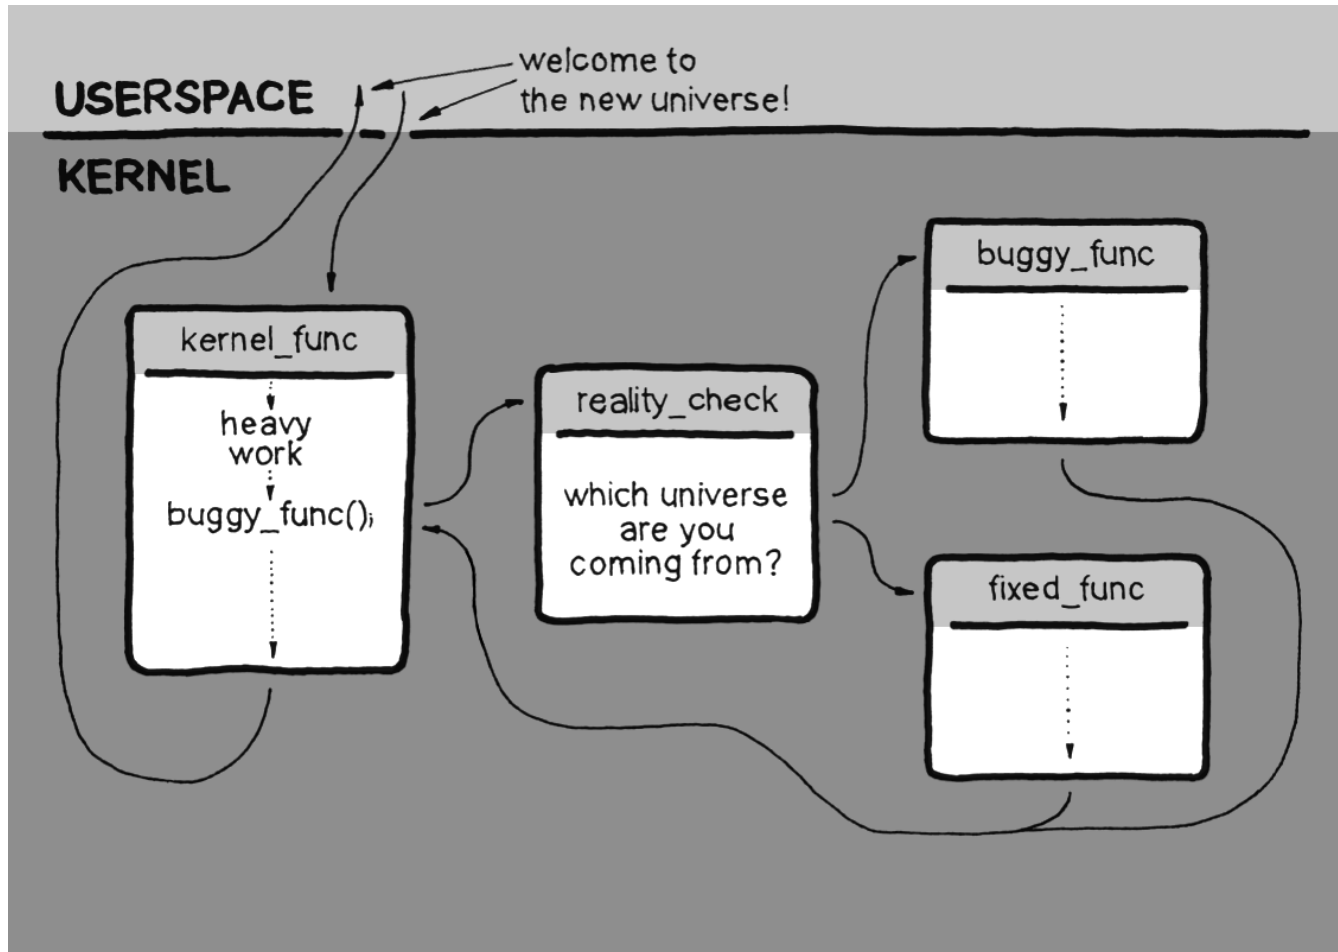 welcome to
the new universe!
USERSPACE
KERNEL
kernel_func
heavy
work
buggy_func();
reality_check
which universe
are you
coming from?
buggy_func
fixed_func